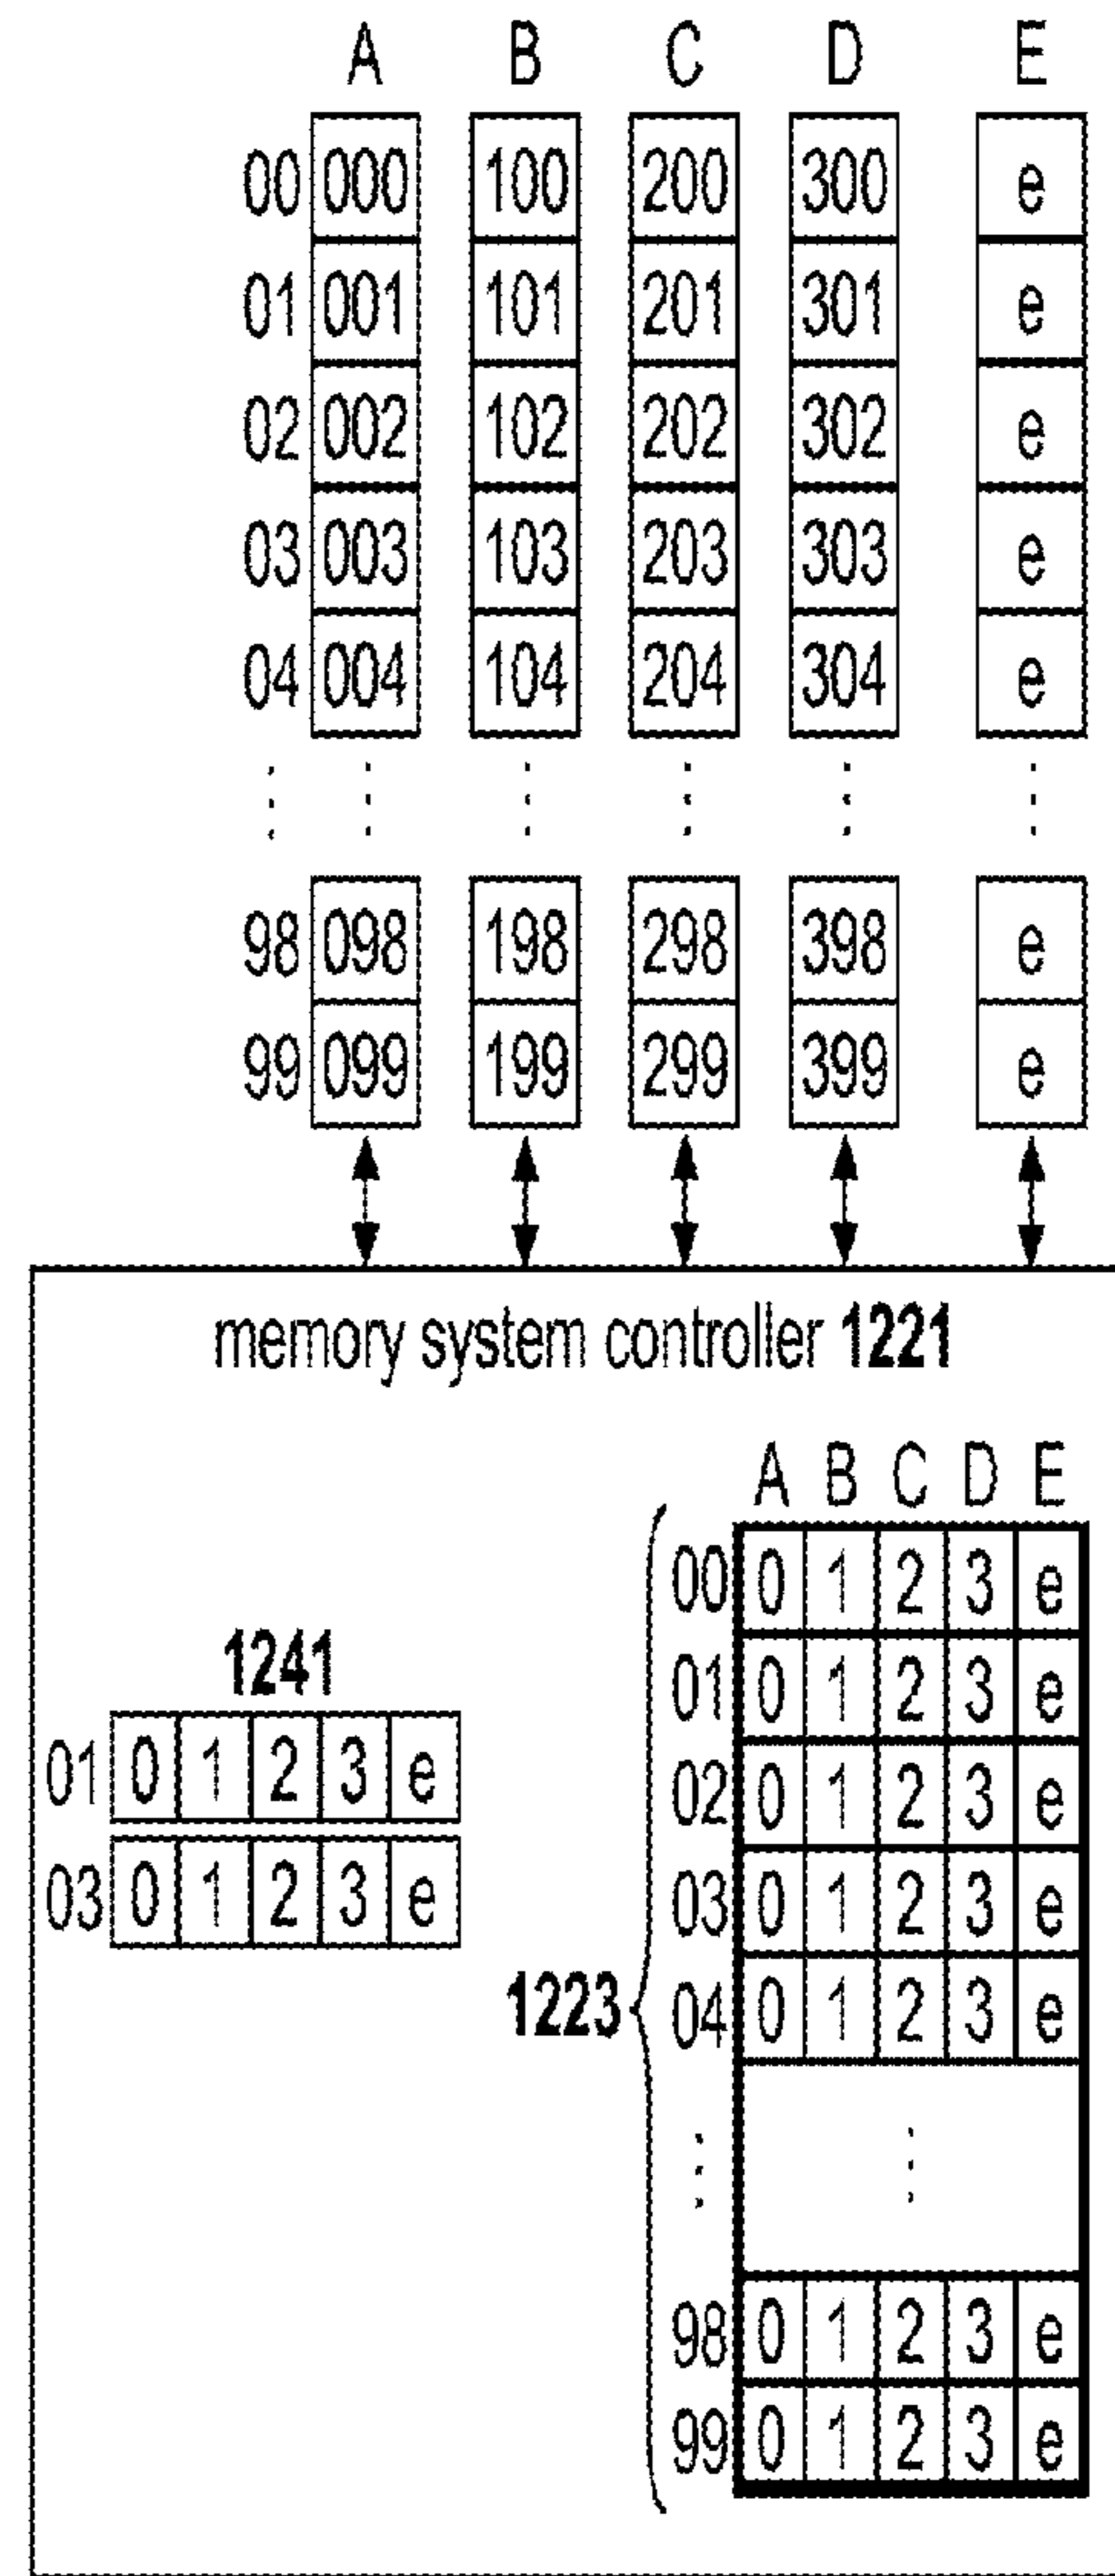 A B C D E
00 000 100 200 300 e
01 001 101 201 301 e
02 002 102 202 302 e
03 003 103 203 303 e
04 004 104 204 304 e
98 098 198 298 398 e
99 099 199 299 399 e
memory system controller 1221
A B C D E
00 0 1 2 3 e
1241
01 0 1 2 3 e
01 0 1 2 3 e
02 0 1 2 3 e
03 0 1 2 3 e
03 0 1 2 3 e
1223
04 0 1 2 3 e
98 0 1 2 3 e
99 0 1 2 3 e